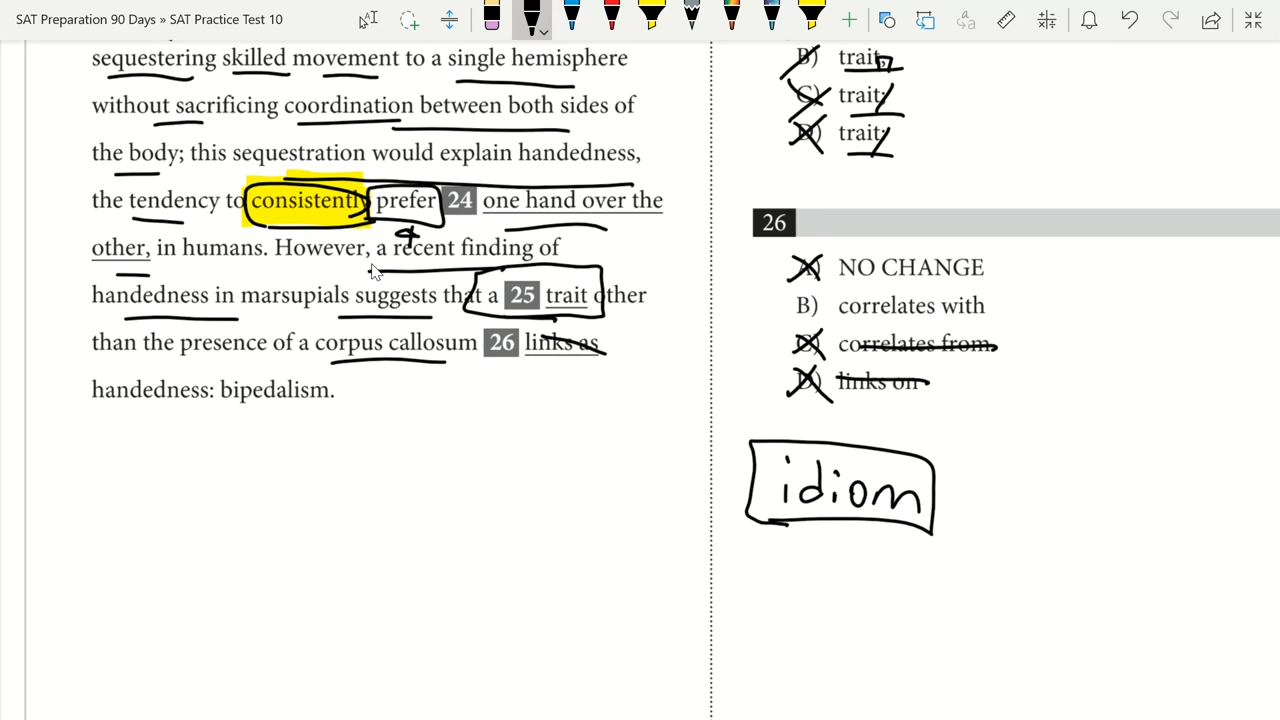 SAT Preparation 90 Days » SAT Practice Test 10
sequestering skilled movement to a single hemisphere
without sacrificing coordination between both sides of
the body; this sequestration would explain handedness,
the tendency to consistently prefer 24 one hand over the
other, in humans. However, a recent finding of
handedness in marsupials suggests that a 25 trait other
than the presence of a corpus callosum 26 links as
handedness: bipedalism.
B) trait,
C) trait:
D) trait;
26
A) NO CHANGE
B) correlates with
C) correlates from
D) links on
idiom